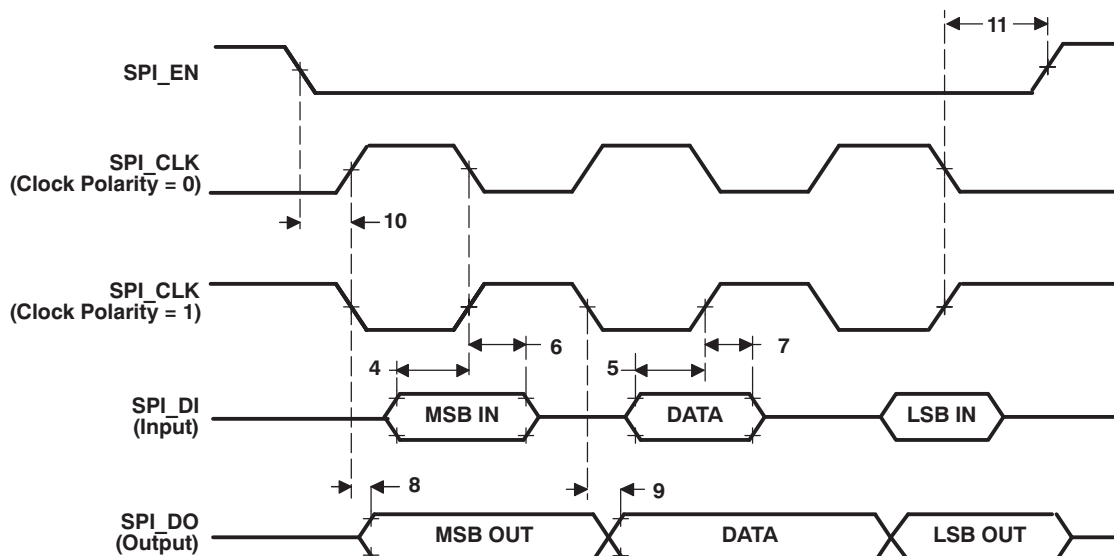 11
SPI_EN
SPI_CLK
(Clock Polarity = 0)
10
SPI_CLK
(Clock Polarity = 1)
4
6
5
7
SPI_DI
(Input)
MSB IN
DATA
LSB IN
8
9
SPI_DO
(Output)
MSB OUT
DATA
LSB OUT